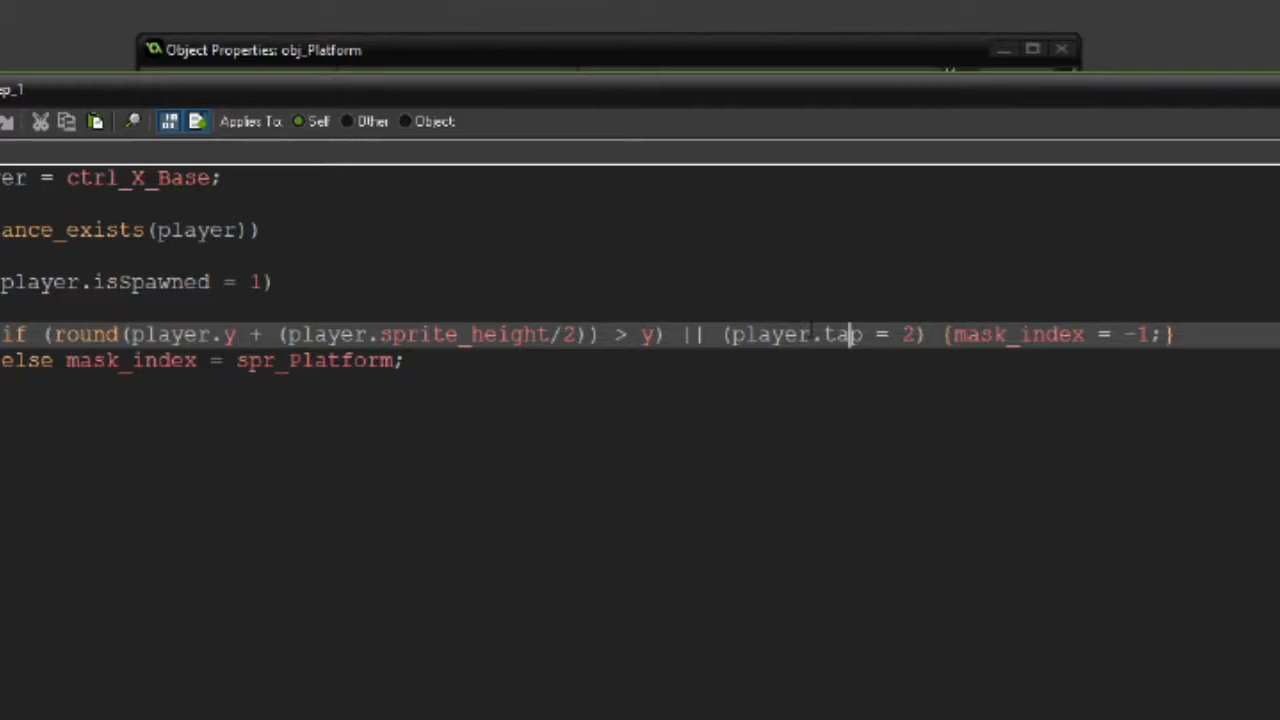 Object Properties: obj_Platform
ep_1
Applies To: Self Other Object:
er = ctrl_X_Base;
ance_exists(player))
player.isSpawned = 1)
if (round(player.y + (player.sprite_height/2)) > y) || (player.tap = 2) {mask_index = -1;}
else mask_index = spr_Platform;